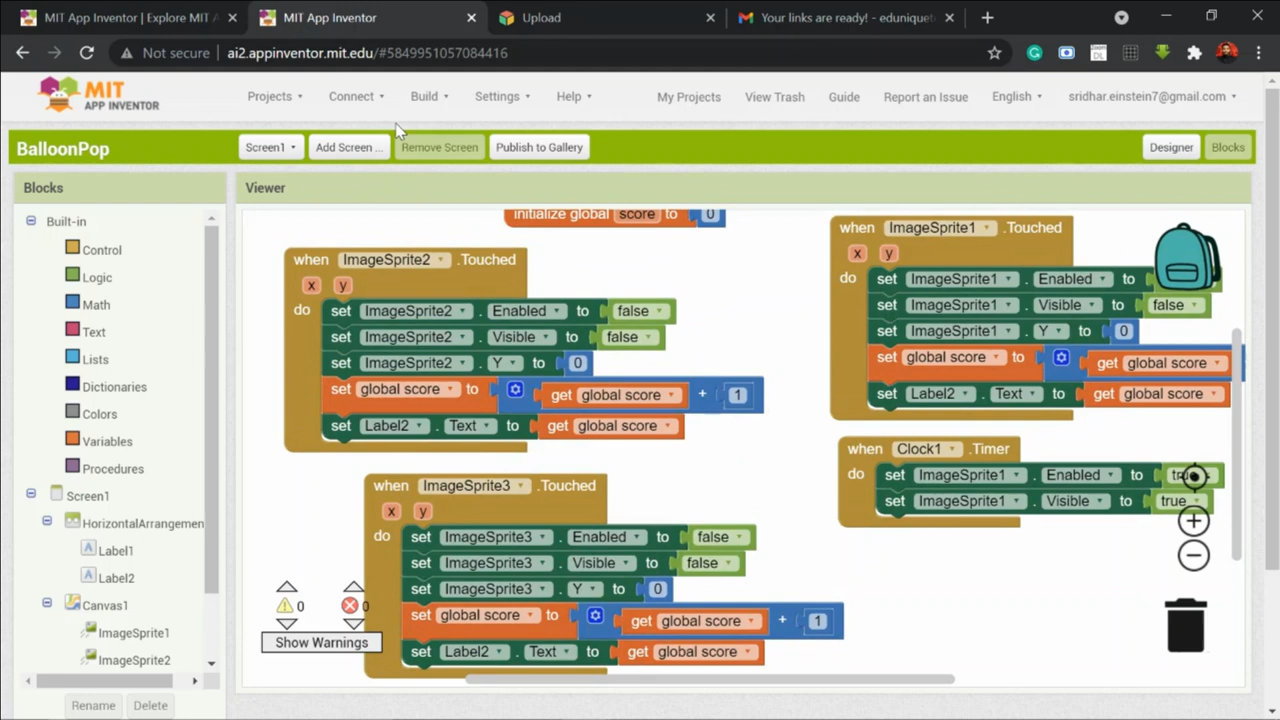 MIT App Inventor | Explore MIT A
MIT App Inventor
Upload
Your links are ready! - eduniquete
Not secure
ai2.appinventor.mit.edu/#5849951057084416
MIT
APP INVENTOR
Projects
Connect
Build
Settings
Help
My Projects
View Trash
Guide
Report an Issue
English
sridhar.einstein7@gmail.com
BalloonPop
Screen1
Add Screen ...
Remove Screen
Publish to Gallery
Designer
Blocks
Blocks
Viewer
Built-in
Control
Logic
Math
Text
Lists
Dictionaries
Colors
Variables
Procedures
Screen1
HorizontalArrangemen
Label1
Label2
Canvas1
ImageSprite1
ImageSprite2
Rename
Delete
initialize global score to 0
when ImageSprite2 .Touched
x y
do set ImageSprite2 . Enabled to false
set ImageSprite2 . Visible to false
set ImageSprite2 . Y to 0
set global score to get global score + 1
set Label2 . Text to get global score
when ImageSprite3 .Touched
x y
do set ImageSprite3 . Enabled to false
set ImageSprite3 . Visible to false
set ImageSprite3 . Y to 0
set global score to get global score + 1
set Label2 . Text to get global score
when ImageSprite1 .Touched
x y
do set ImageSprite1 . Enabled to
set ImageSprite1 . Visible to false
set ImageSprite1 . Y to 0
set global score to get global score
set Label2 . Text to get global score
when Clock1 .Timer
do set ImageSprite1 . Enabled to
set ImageSprite1 . Visible to true
0
0
Show Warnings